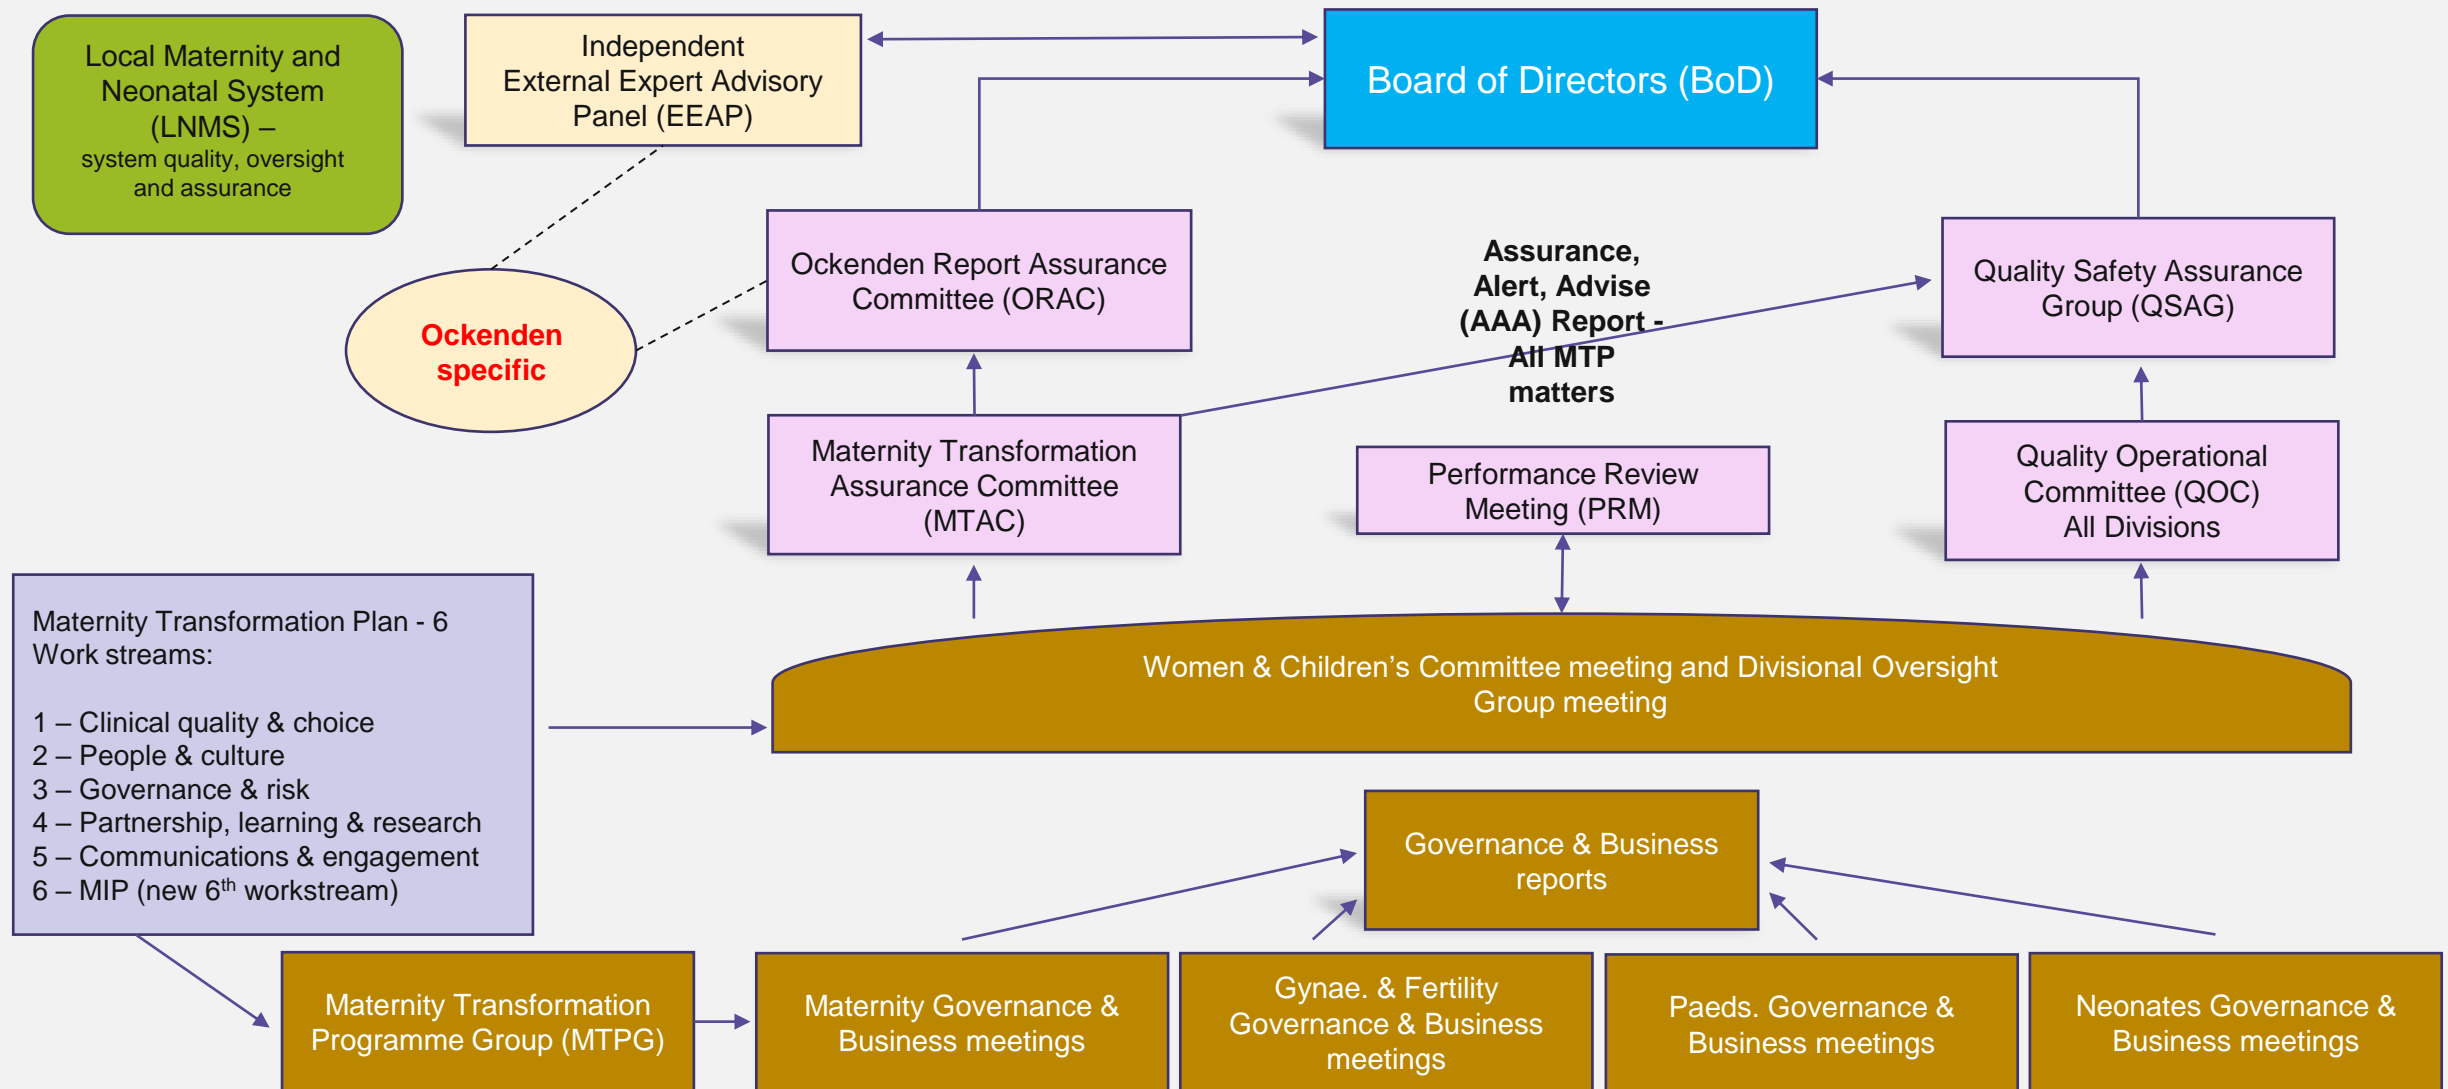 Local Maternity and
Neonatal System
(LNMS) –
system quality, oversight
and assurance
Independent
External Expert Advisory
Panel (EEAP)
Board of Directors (BoD)
Ockenden
specific
Ockenden Report Assurance
Committee (ORAC)
Assurance,
Alert, Advise
(AAA) Report -
All MTP
matters
Quality Safety Assurance
Group (QSAG)
Maternity Transformation
Assurance Committee
(MTAC)
Performance Review
Meeting (PRM)
Quality Operational
Committee (QOC)
All Divisions
Maternity Transformation Plan - 6
Work streams:
1 – Clinical quality & choice
2 – People & culture
3 – Governance & risk
4 – Partnership, learning & research
5 – Communications & engagement
6 – MIP (new 6th workstream)
Women & Children’s Committee meeting and Divisional Oversight
Group meeting
Governance & Business
reports
Maternity Transformation
Programme Group (MTPG)
Maternity Governance &
Business meetings
Gynae. & Fertility
Governance & Business
meetings
Paeds. Governance &
Business meetings
Neonates Governance &
Business meetings